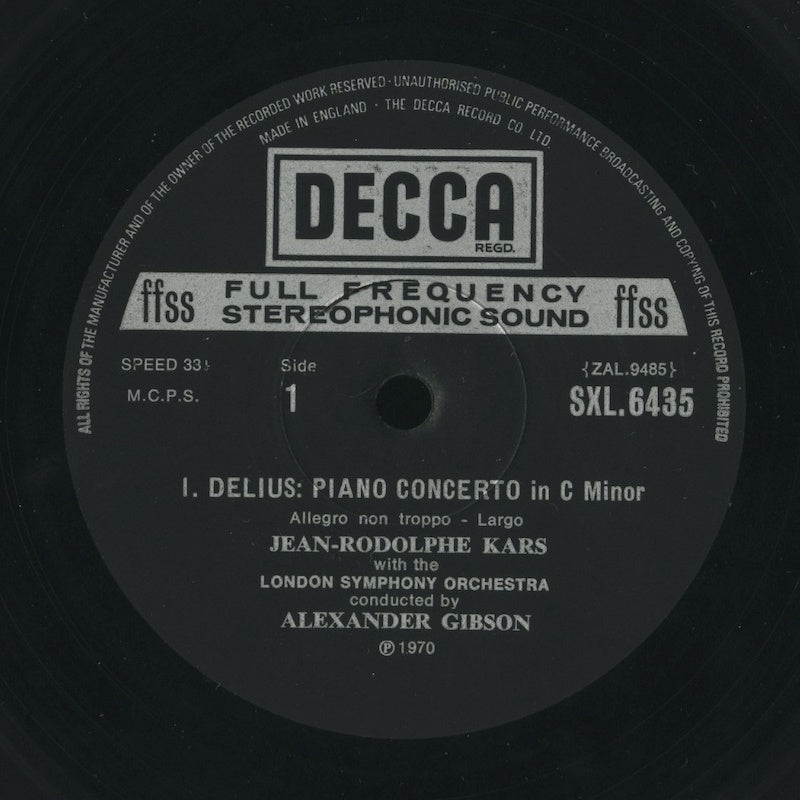 ALL RIGHTS OF THE MANUFACTURER AND OF THE OWNER OF THE RECORDED WORK RESERVED · UNAUTHORISED PUBLIC PERFORMANCE BROADCASTING AND COPYING OF THIS RECORD PROHIBITED
MADE IN ENGLAND · THE DECCA RECORD CO LTD.
DECCA
REGD.
ffss FULL FREQUENCY STEREOPHONIC SOUND ffss
SPEED 33⅓ Side {ZAL.9485}
M.C.P.S. 1 SXL.6435
1. DELIUS: PIANO CONCERTO in C Minor
Allegro non troppo - Largo
JEAN-RODOLPHE KARS
with the
LONDON SYMPHONY ORCHESTRA
conducted by
ALEXANDER GIBSON
℗ 1970